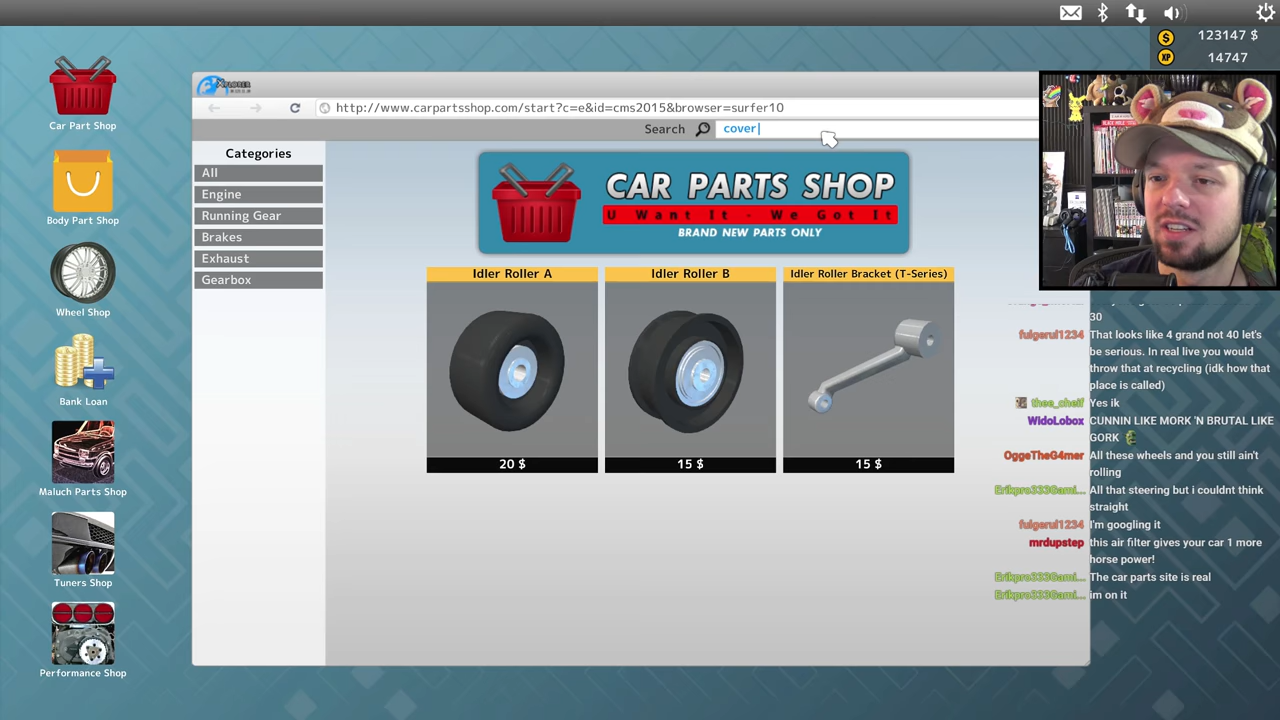 123147 $
14747
XPLORER
http://www.carpartsshop.com/start?c=e&id=cms2015&browser=surfer10
Search
cover
Car Part Shop
Body Part Shop
Wheel Shop
Bank Loan
Maluch Parts Shop
Tuners Shop
Performance Shop
Categories
All
Engine
Running Gear
Brakes
Exhaust
Gearbox
CAR PARTS SHOP
U Want It - We Got It
BRAND NEW PARTS ONLY
Idler Roller A
20 $
Idler Roller B
15 $
Idler Roller Bracket (T-Series)
15 $
30
fulgerul1234 That looks like 4 grand not 40 let's
be serious. In real live you would
throw that at recycling (idk how that
place is called)
thee_cheif Yes ik
WidoLobox CUNNIN LIKE MORK 'N BRUTAL LIKE
GORK
OggeTheG4mer All these wheels and you still ain't
rolling
Erikpro333Gami... All that steering but i couldnt think
straight
fulgerul1234 I'm googling it
mrdupstep this air filter gives your car 1 more
horse power!
Erikpro333Gami... The car parts site is real
Erikpro333Gami... im on it